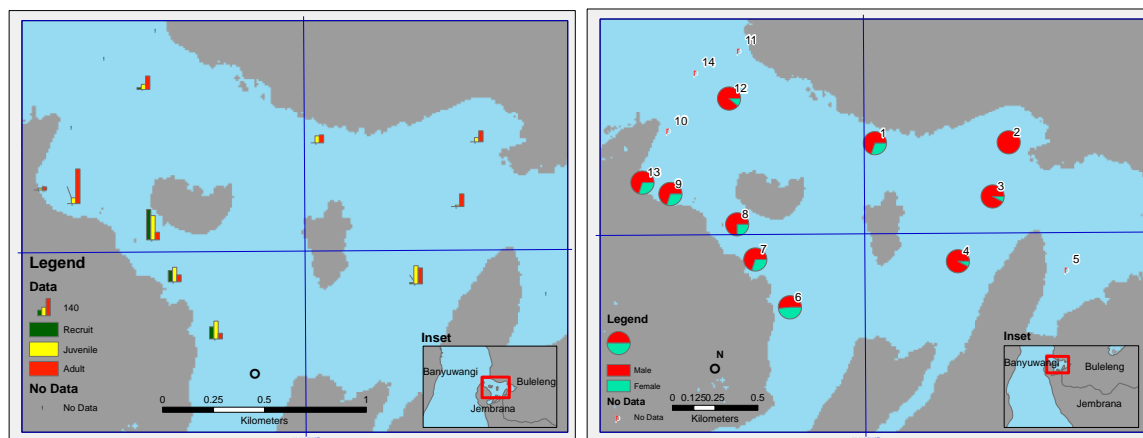 Legend
Data
140
Recruit
Juvenile
Adult
No Data
No Data
0 0.5 1
Kilometers
Inset
Banyuwangi
Buleleng
Jembrana
11
14
12
10
1
2
13
9
3
8
7
4
5
6
Legend
Male
Female
No Data
No Data
N
0 0.125 0.25 0.5
Kilometers
Inset
Banyuwangi
Buleleng
Jembrana